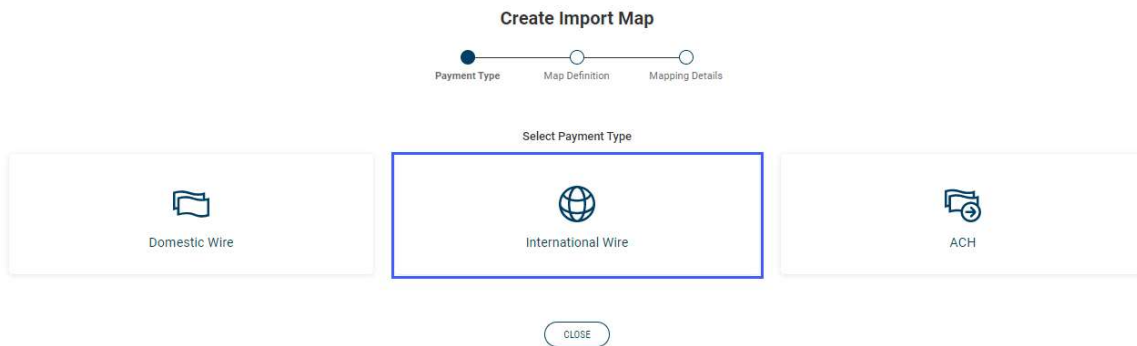 Create Import Map
Payment Type Map Definition Mapping Details
Select Payment Type
Domestic Wire International Wire ACH
CLOSE